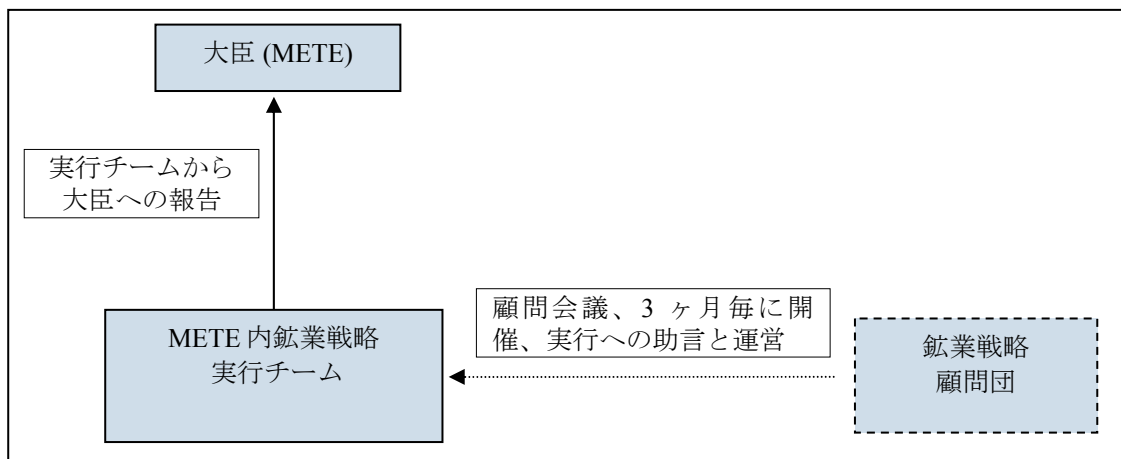 大臣 (METE)
実行チームから
大臣への報告
顧問会議、3 ヶ月毎に開
催、実行への助言と運営
METE 内鉱業戦略
実行チーム
鉱業戦略
顧問団